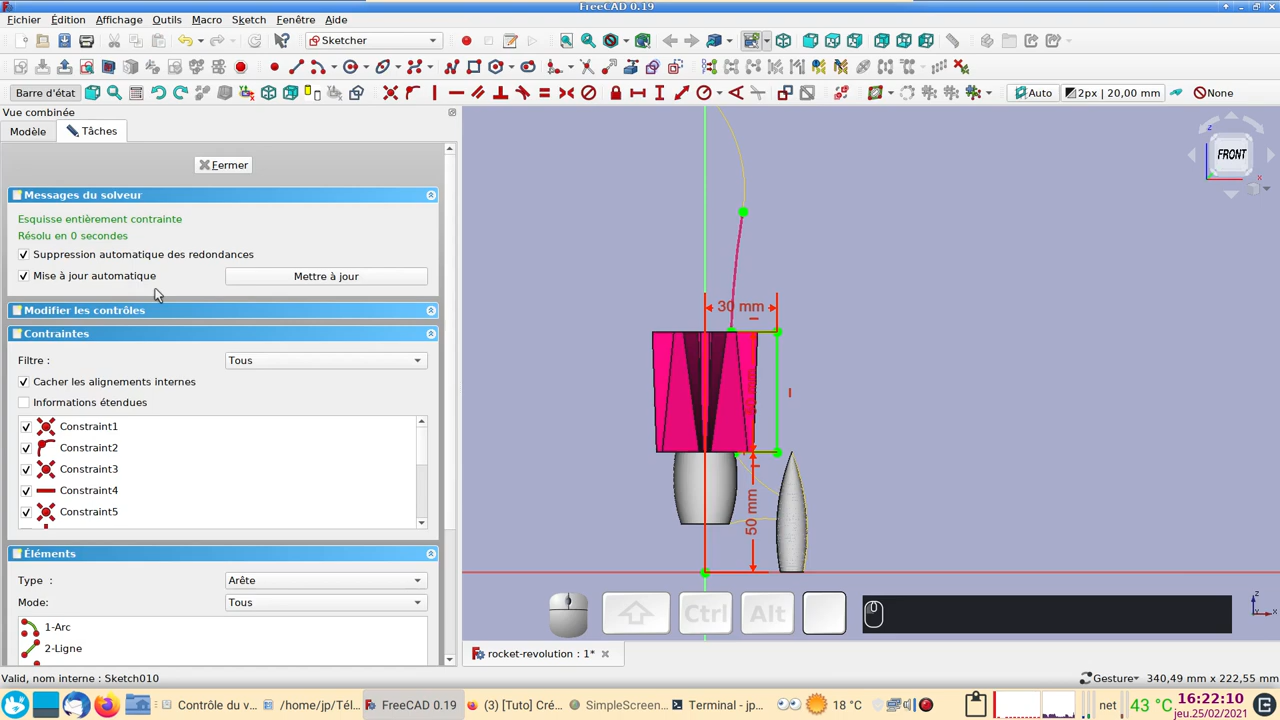 FreeCAD 0.19
Fichier Édition Affichage Outils Macro Sketch Fenêtre Aide
Sketcher
Barre d'état
Auto
2px | 20,00 mm
None
Vue combinée
Modèle
Tâches
Fermer
Messages du solveur
Esquisse entièrement contrainte
Résolu en 0 secondes
Suppression automatique des redondances
Mise à jour automatique
Mettre à jour
Modifier les contrôles
Contraintes
Filtre :
Tous
Cacher les alignements internes
Informations étendues
Constraint1
Constraint2
Constraint3
Constraint4
Constraint5
Éléments
Type :
Arête
Mode:
Tous
1-Arc
2-Ligne
FRONT
z
x
30 mm
50 mm
Ctrl
Alt
rocket-revolution : 1*
z
x
Valid, nom interne : Sketch010
Gesture
340,49 mm x 222,55 mm
Contrôle du v...
/home/jp/Tél...
FreeCAD 0.19
(3) [Tuto] Cré...
SimpleScreen...
Terminal - jp...
18 °C
net
43 °C
16:22:10
jeu.25/02/2021